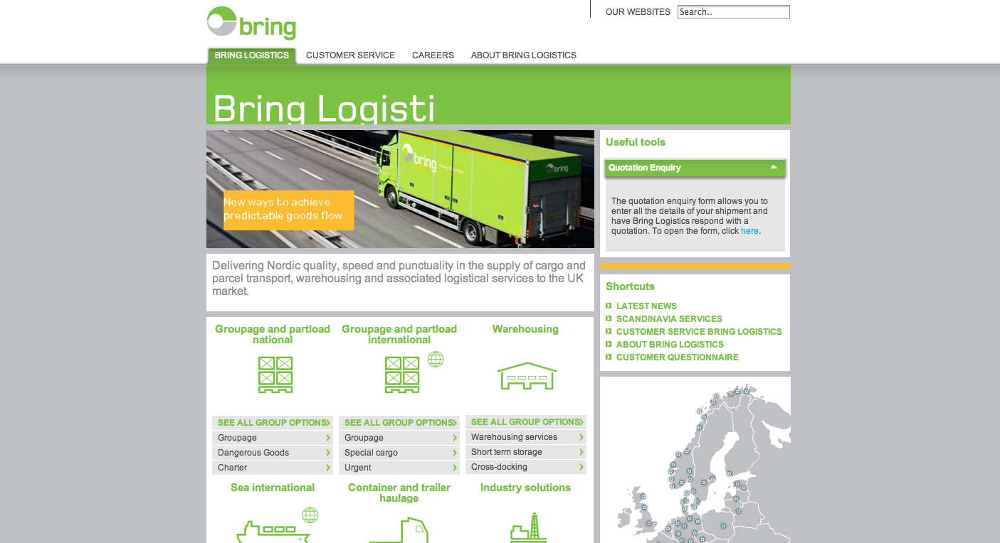 bring
OUR WEBSITES
Search..
BRING LOGISTICS
CUSTOMER SERVICE
CAREERS
ABOUT BRING LOGISTICS
Bring Logisti
bring
bring
New ways to achieve
predictable goods flow
Delivering Nordic quality, speed and punctuality in the supply of cargo and
parcel transport, warehousing and associated logistical services to the UK
market.
Groupage and partload
national
SEE ALL GROUP OPTIONS
Groupage
Dangerous Goods
Charter
Groupage and partload
international
SEE ALL GROUP OPTIONS
Groupage
Special cargo
Urgent
Warehousing
SEE ALL GROUP OPTIONS
Warehousing services
Short term storage
Cross-docking
Sea international
Container and trailer
haulage
Industry solutions
Useful tools
Quotation Enquiry
The quotation enquiry form allows you to
enter all the details of your shipment and
have Bring Logistics respond with a
quotation. To open the form, click here.
Shortcuts
LATEST NEWS
SCANDINAVIA SERVICES
CUSTOMER SERVICE BRING LOGISTICS
ABOUT BRING LOGISTICS
CUSTOMER QUESTIONNAIRE